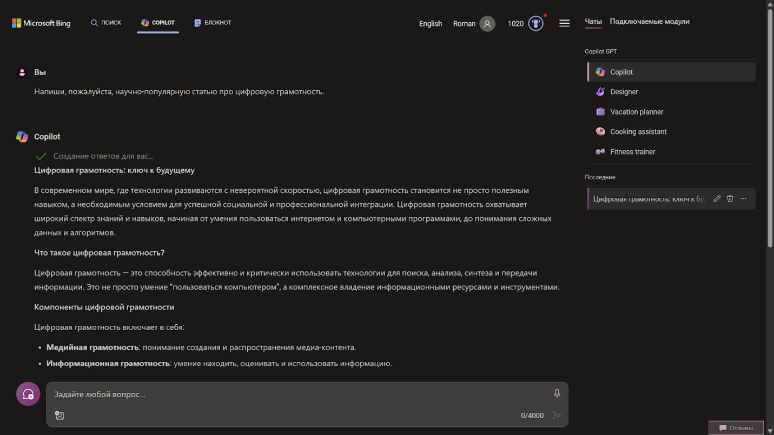 Microsoft Bing
ПОИСК
COPILOT
БЛОКНОТ
English
Roman
1020
Чаты
Подключаемые модули
Copilot GPT
Copilot
Designer
Vacation planner
Cooking assistant
Fitness trainer
Последние
Цифровая грамотность: ключ к бу
Вы
Напиши, пожалуйста, научно-популярную статью про цифровую грамотность.
Copilot
Создание ответов для вас...
Цифровая грамотность: ключ к будущему
В современном мире, где технологии развиваются с невероятной скоростью, цифровая грамотность становится не просто полезным
навыком, а необходимым условием для успешной социальной и профессиональной интеграции. Цифровая грамотность охватывает
широкий спектр знаний и навыков, начиная от умения пользоваться интернетом и компьютерными программами, до понимания сложных
данных и алгоритмов.
Что такое цифровая грамотность?
Цифровая грамотность — это способность эффективно и критически использовать технологии для поиска, анализа, синтеза и передачи
информации. Это не просто умение "пользоваться компьютером", а комплексное владение информационными ресурсами и инструментами.
Компоненты цифровой грамотности
Цифровая грамотность включает в себя:
• Медийная грамотность: понимание создания и распространения медиа-контента.
• Информационная грамотность: умение находить, оценивать и использовать информацию.
Задайте любой вопрос...
0/4000
Отзывы